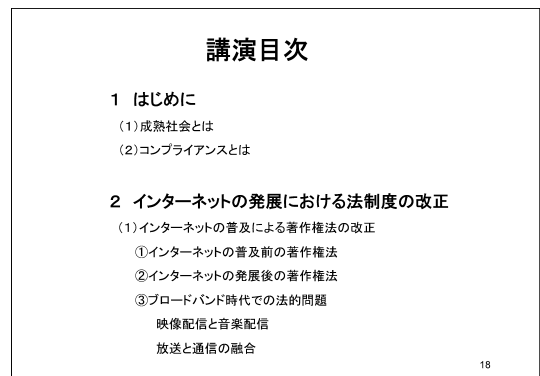 講演目次
1 はじめに
（１）成熟社会とは
（２）コンプライアンスとは
2 インターネットの発展における法制度の改正
（１）インターネットの普及による著作権法の改正
①インターネットの普及前の著作権法
②インターネットの発展後の著作権法
③ブロードバンド時代での法的問題
映像配信と音楽配信
放送と通信の融合
18